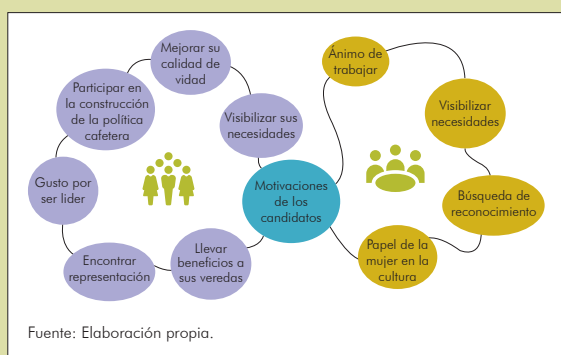 Mejorar su
calidad de
vidad
Participar en
la construcción
de la política
cafetera
Visibilizar sus
necesidades
Gusto por
ser lider
Encontrar
representación
Llevar
beneficios a
sus veredas
Motivaciones
de los
candidatos
Ánimo de
trabajar
Visibilizar
necesidades
Búsqueda de
reconocimiento
Papel de la
mujer en la
cultura
Fuente: Elaboración propia.